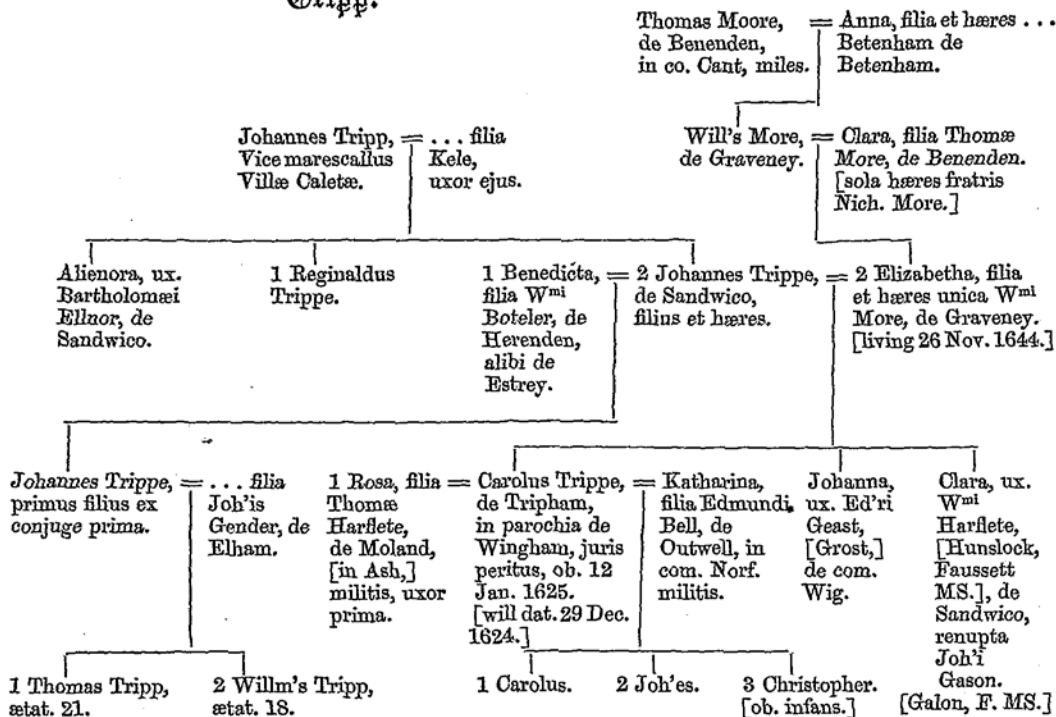 Tripp.
Thomas Moore,
de Benenden,
in co. Cant, miles.
= Anna, filia et hæres ...
Betenham de
Betenham.
Johannes Tripp,
Vice marescallus
Villæ Caletæ.
= ... filia
Kele,
uxor ejus.
Will's More,
de Graveney.
= Clara, filia Thomæ
More, de Benenden.
[sola hæres fratris
Nich. More.]
Alienora, ux.
Bartholomæi
Ellnor, de
Sandwico.
1 Reginaldus
Trippe.
1 Benedicta,
filia Wmi
Boteler, de
Herenden,
alibi de
Estrey.
= 2 Johannes Trippe,
de Sandwico,
filius et hæres.
= 2 Elizabetha, filia
et hæres unica Wmi
More, de Graveney.
[living 26 Nov. 1644.]
Johannes Trippe,
primus filius ex
conjuge prima.
= ... filia
Joh'is
Gender, de
Elham.
1 Rosa, filia
Thomæ
Harflete,
de Moland,
[in Ash,]
militis, uxor
prima.
= Carolus Trippe,
de Tripham,
in parochia de
Wingham, juris
peritus, ob. 12
Jan. 1625.
[will dat. 29 Dec.
1624.]
= Katharina,
filia Edmundi
Bell, de
Outwell, in
com. Norf.
militis.
Johanna,
ux. Ed'ri
Geast,
[Grost,]
de com.
Wig.
Clara, ux.
Wmi
Harflete,
[Hunslock,
Faussett
MS.], de
Sandwico,
renupta
Joh'i
Gason.
[Galon, F. MS.]
1 Thomas Tripp,
ætat. 21.
2 Willm's Tripp,
ætat. 18.
1 Carolus.
2 Joh'es.
3 Christopher.
[ob. infans.]